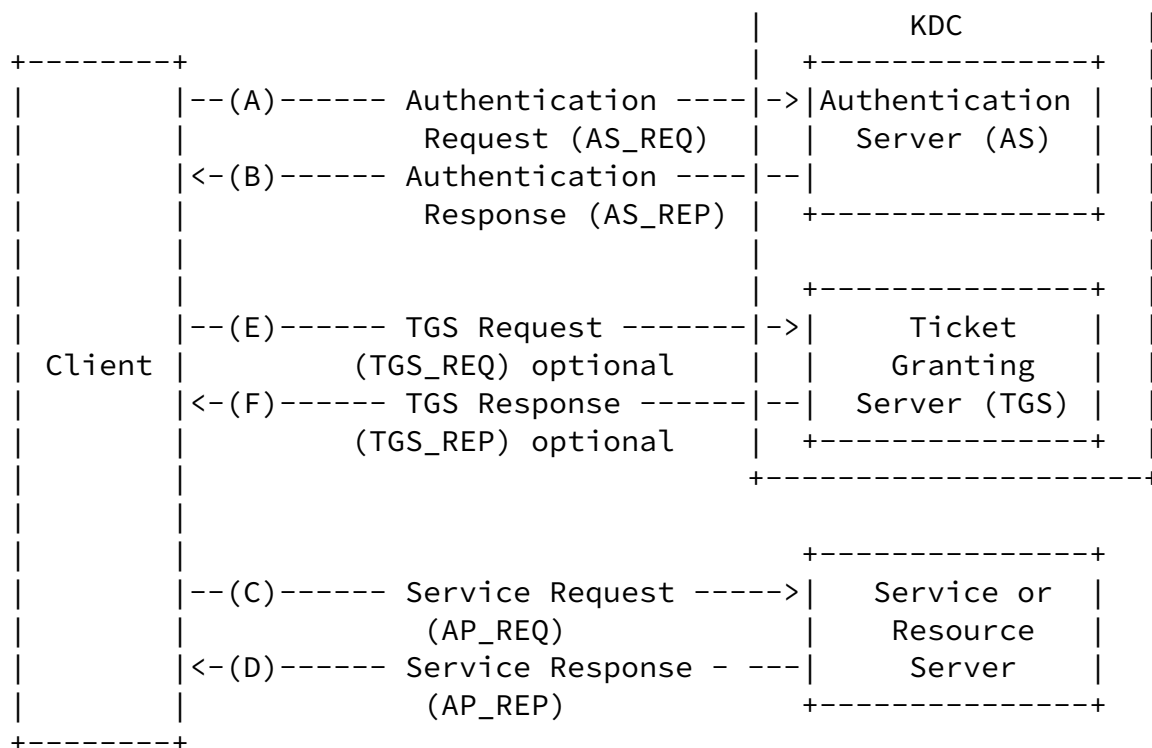 KDC
--(A)------ Authentication ----|->|Authentication
Request (AS_REQ) Server (AS)
<-(B)------ Authentication ----|--|
Response (AS_REP)
--(E)------ TGS Request -------|->| Ticket
Client (TGS_REQ) optional Granting
<-(F)------ TGS Response ------|--| Server (TGS)
(TGS_REP) optional
--(C)------ Service Request ----->| Service or
(AP_REQ) Resource
<-(D)------ Service Response - ---| Server
(AP_REP)